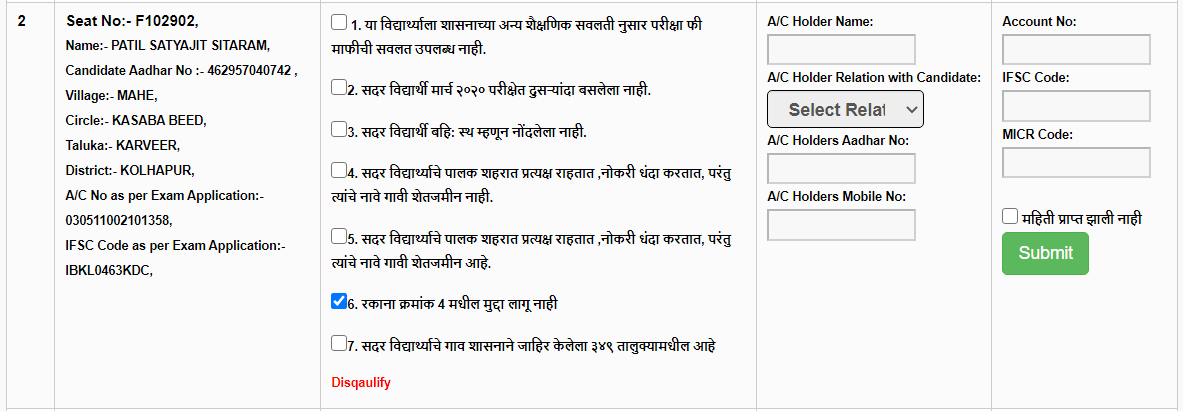 2
Seat No:- F102902,
Name:- PATIL SATYAJIT SITARAM,
Candidate Aadhar No :- 462957040742 ,
Village:- MAHE,
Circle:- KASABA BEED,
Taluka:- KARVEER,
District:- KOLHAPUR,
A/C No as per Exam Application:-
030511002101358,
IFSC Code as per Exam Application:-
IBKL0463KDC,
1. या विद्यार्थ्याला शासनाच्या अन्य शैक्षणिक सवलती नुसार परीक्षा फी
माफीची सवलत उपलब्ध नाही.
2. सदर विद्यार्थी मार्च २०२० परीक्षेत दुसऱ्यांदा बसलेला नाही.
3. सदर विद्यार्थी बहि: स्थ म्हणून नोंदलेला नाही.
4. सदर विद्यार्थ्याचे पालक शहरात प्रत्यक्ष राहतात ,नोकरी धंदा करतात, परंतु
त्यांचे नावे गावी शेतजमीन नाही.
5. सदर विद्यार्थ्याचे पालक शहरात प्रत्यक्ष राहतात ,नोकरी धंदा करतात, परंतु
त्यांचे नावे गावी शेतजमीन आहे.
6. रकाना क्रमांक 4 मधील मुद्दा लागू नाही
7. सदर विद्यार्थ्याचे गाव शासनाने जाहिर केलेला ३४९ तालुक्यामधील आहे
Disqaulify
A/C Holder Name:
A/C Holder Relation with Candidate:
Select Relat
A/C Holders Aadhar No:
A/C Holders Mobile No:
Account No:
IFSC Code:
MICR Code:
महिती प्राप्त झाली नाही
Submit